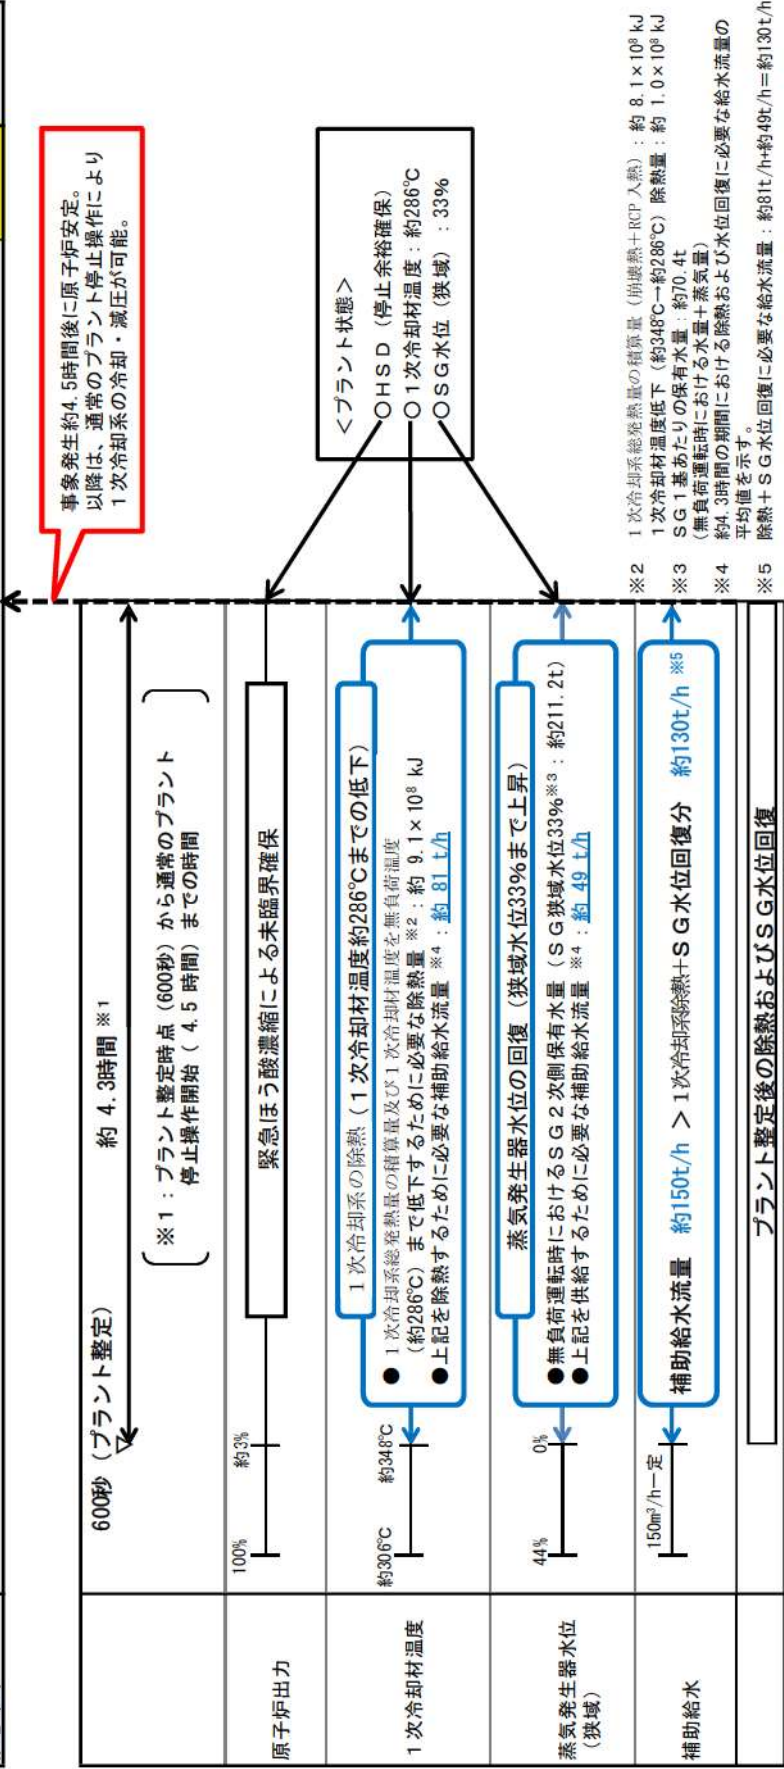 事象発生約4.5時間後に原子炉安定。
以降は、通常のプラント停止操作により
1次冷却系の冷却・減圧が可能。
600秒（プラント整定）
約 4.3時間 ※1
※1：プラント整定時点（600秒）から通常のプラント
停止操作開始（ 4.5 時間）までの時間
原子炉出力
100%
約3%
緊急ほう酸濃縮による未臨界確保
<プラント状態>
○HSD（停止余裕確保）
○1次冷却材温度：約286℃
○SG水位（狭域）：33%
1次冷却材温度
約306℃
約348℃
1次冷却系の除熱（１次冷却材温度約286℃までの低下）
● 1次冷却系総発熱量の積算量及び1次冷却材温度を無負荷温度
（約286℃）まで低下するために必要な除熱量 ※2：約 9.1×10⁸ kJ
●上記を除熱するために必要な補助給水流量 ※4：約 81 t/h
蒸気発生器水位
（狭域）
44%
0%
蒸気発生器水位の回復（狭域水位33%まで上昇）
●無負荷運転時におけるSG２次側保有水量（SG狭域水位33%※3：約211.2t）
●上記を供給するために必要な補助給水流量 ※4：約 49 t/h
補助給水
150m³/h一定
補助給水流量 約150t/h > 1次冷却系除熱+SG水位回復分 約130t/h ※5
プラント整定後の除熱およびSG水位回復
※2 1次冷却系総発熱量の積算量（崩壊熱+RCP 入熱）：約 8.1×10⁸ kJ
1次冷却材温度低下（約348℃→約286℃）除熱量：約 1.0×10⁸ kJ
※3 SG１基あたりの保有水量：約70.4t
（無負荷運転時における水量＋蒸気量）
※4 約4.3時間の期間における除熱および水位回復に必要な給水流量の
平均値を示す。
※5 除熱＋SG水位回復に必要な給水流量：約81t/h+約49t/h＝約130t/h